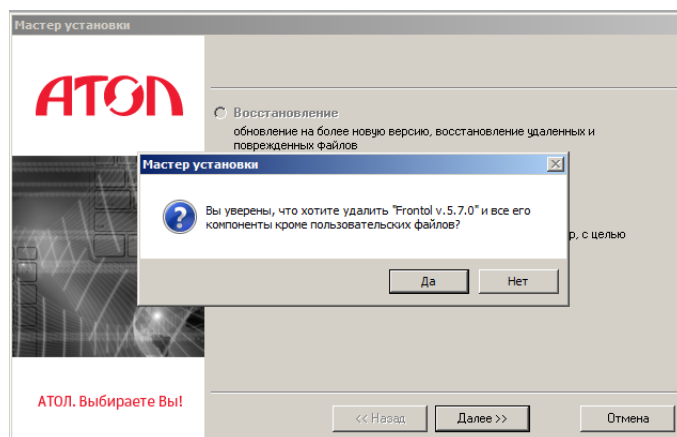 Мастер установки
АТОЛ
Восстановление
обновление на более новую версию, восстановление удаленных и
поврежденных файлов
Мастер установки
Вы уверены, что хотите удалить "Frontol v.5.7.0" и все его
компоненты кроме пользовательских файлов?
р, с целью
Да
Нет
АТОЛ. Выбираете Вы!
<< Назад
Далее >>
Отмена